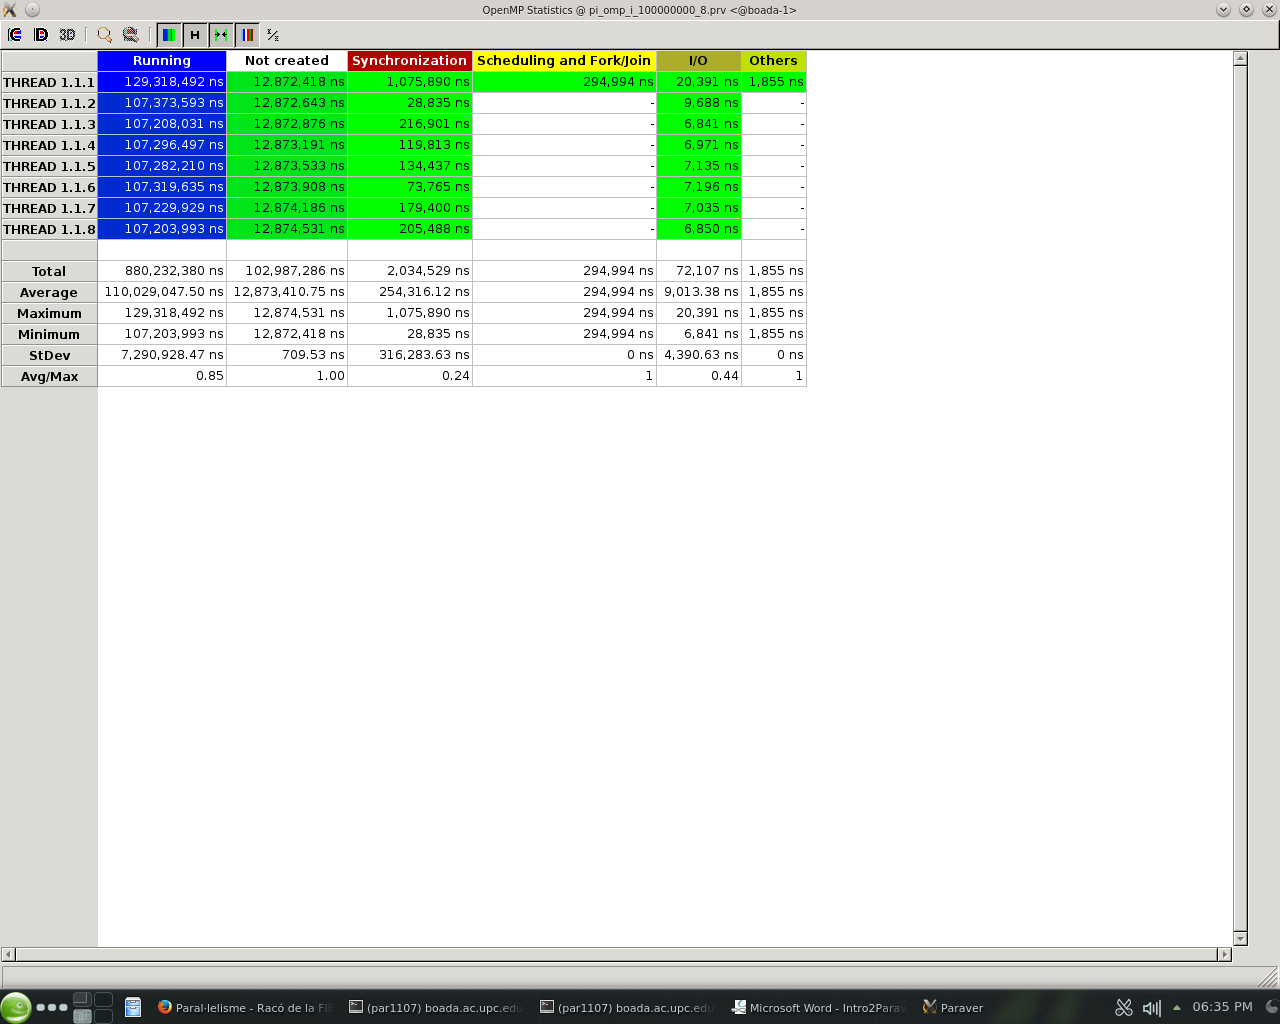 OpenMP Statistics @ pi_omp_i_100000000_8.prv <@boada-1>
3D
Running Not created Synchronization Scheduling and Fork/Join I/O Others
THREAD 1.1.1 129,318,492 ns 12,872,418 ns 1,075,890 ns 294,994 ns 20,391 ns 1,855 ns
THREAD 1.1.2 107,373,593 ns 12,872,643 ns 28,835 ns - 9,688 ns -
THREAD 1.1.3 107,208,031 ns 12,872,876 ns 216,901 ns - 6,841 ns -
THREAD 1.1.4 107,296,497 ns 12,873,191 ns 119,813 ns - 6,971 ns -
THREAD 1.1.5 107,282,210 ns 12,873,533 ns 134,437 ns - 7,135 ns -
THREAD 1.1.6 107,319,635 ns 12,873,908 ns 73,765 ns - 7,196 ns -
THREAD 1.1.7 107,229,929 ns 12,874,186 ns 179,400 ns - 7,035 ns -
THREAD 1.1.8 107,203,993 ns 12,874,531 ns 205,488 ns - 6,850 ns -
Total 880,232,380 ns 102,987,286 ns 2,034,529 ns 294,994 ns 72,107 ns 1,855 ns
Average 110,029,047.50 ns 12,873,410.75 ns 254,316.12 ns 294,994 ns 9,013.38 ns 1,855 ns
Maximum 129,318,492 ns 12,874,531 ns 1,075,890 ns 294,994 ns 20,391 ns 1,855 ns
Minimum 107,203,993 ns 12,872,418 ns 28,835 ns 294,994 ns 6,841 ns 1,855 ns
StDev 7,290,928.47 ns 709.53 ns 316,283.63 ns 0 ns 4,390.63 ns 0 ns
Avg/Max 0.85 1.00 0.24 1 0.44 1
Paral·lelisme - Racó de la FI (par1107) boada.ac.upc.edu (par1107) boada.ac.upc.edu Microsoft Word - Intro2Parav Paraver 06:35 PM